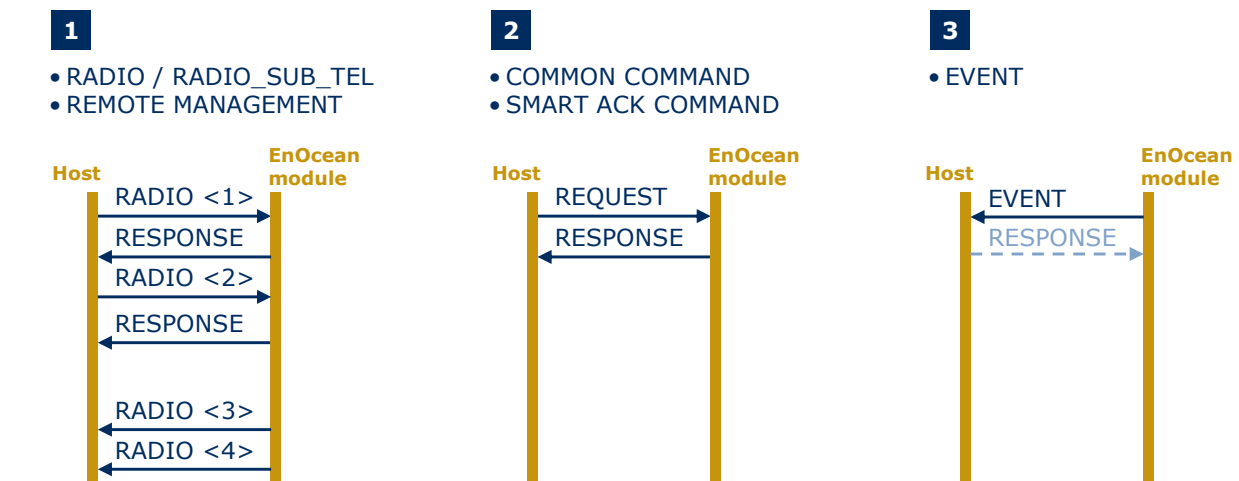 1
• RADIO / RADIO_SUB_TEL
• REMOTE MANAGEMENT
Host
EnOcean
module
RADIO <1>
RESPONSE
RADIO <2>
RESPONSE
RADIO <3>
RADIO <4>
2
• COMMON COMMAND
• SMART ACK COMMAND
Host
EnOcean
module
REQUEST
RESPONSE
3
• EVENT
Host
EnOcean
module
EVENT
RESPONSE